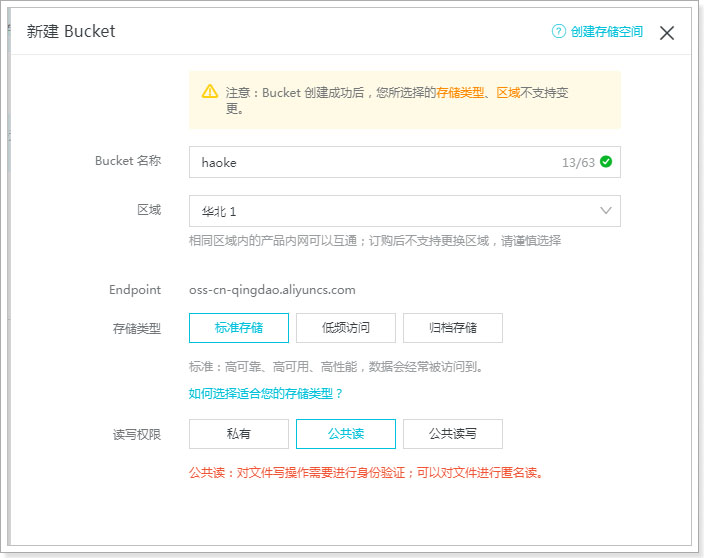 新建 Bucket
创建存储空间
注意：Bucket 创建成功后，您所选择的存储类型、区域不支持变
更。
Bucket 名称
haoke
13/63
区域
华北 1
相同区域内的产品内网可以互通；订购后不支持更换区域，请谨慎选择
Endpoint
oss-cn-qingdao.aliyuncs.com
存储类型
标准存储
低频访问
归档存储
标准：高可靠、高可用、高性能，数据会经常被访问到。
如何选择适合您的存储类型？
读写权限
私有
公共读
公共读写
公共读：对文件写操作需要进行身份验证；可以对文件进行匿名读。